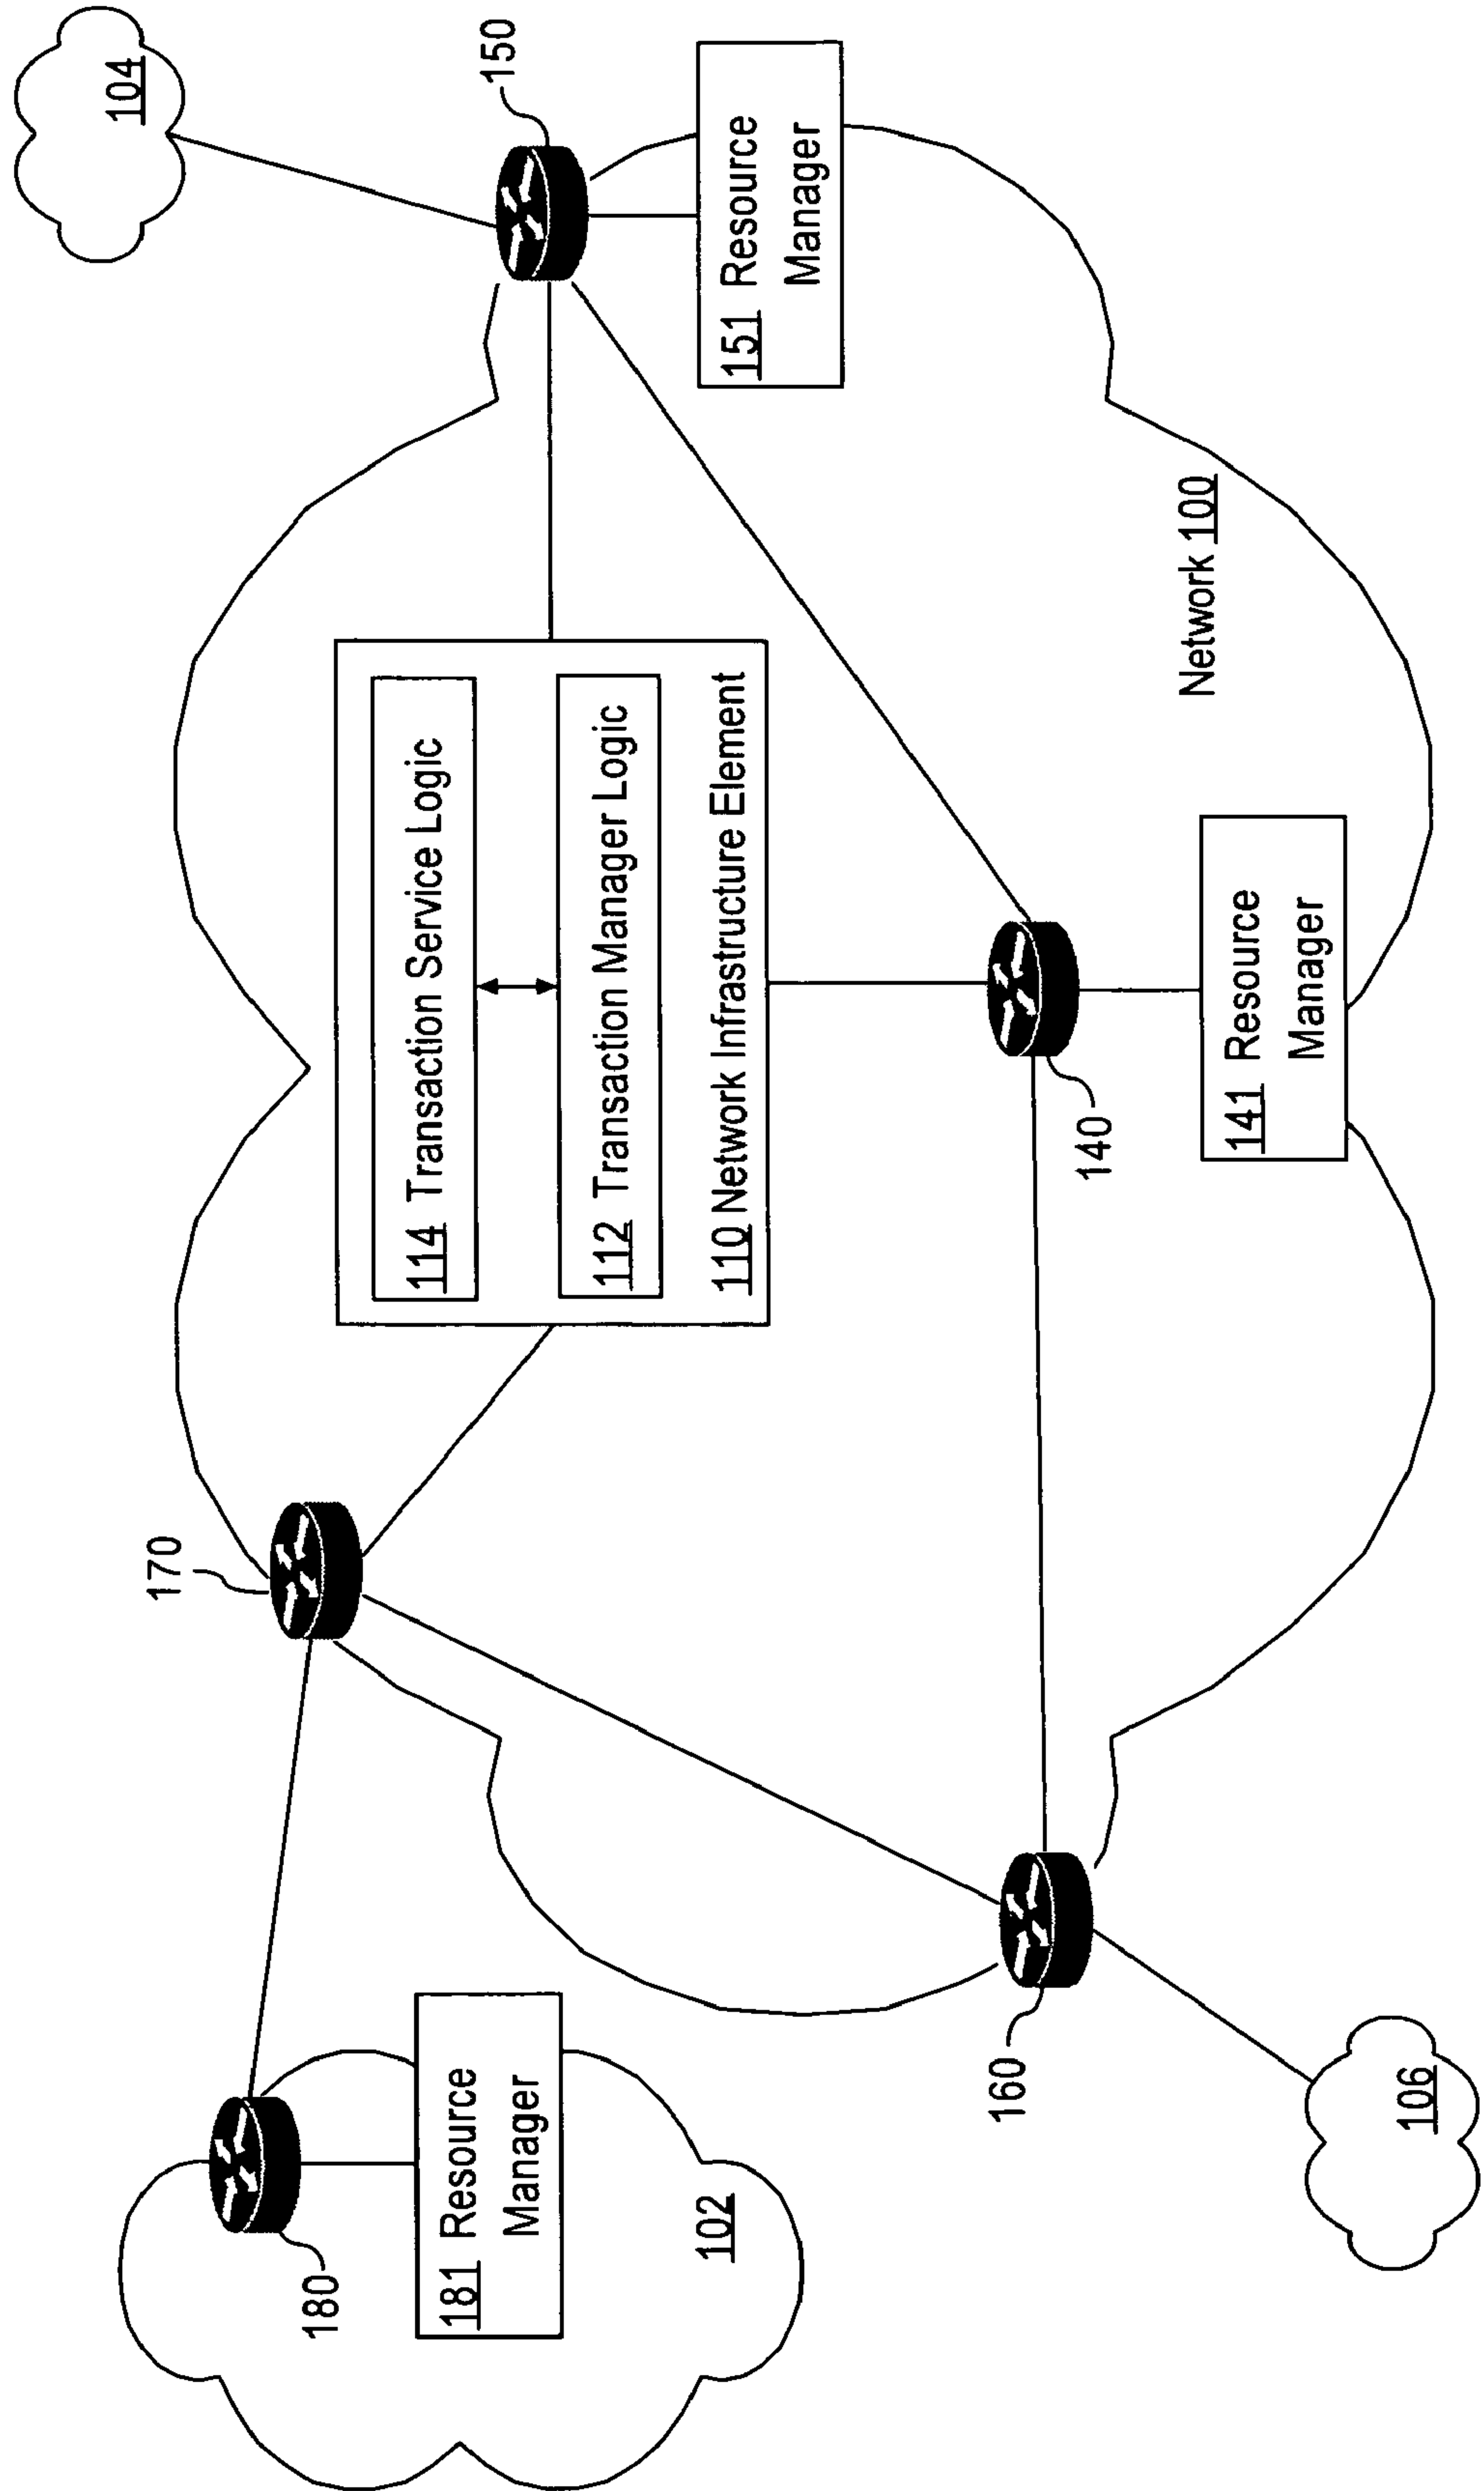 180
181 Resource
Manager
102
170
114 Transaction Service Logic
112 Transaction Manager Logic
110 Network Infrastructure Element
104
150
151 Resource
Manager
160
106
140
141 Resource
Manager
Network 100